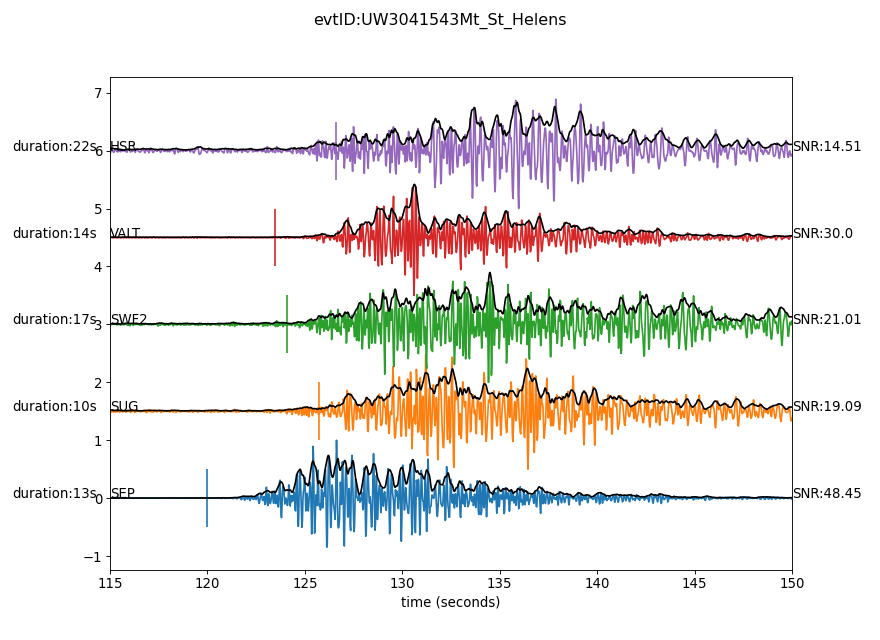 evtID:UW3041543Mt_St_Helens
7
duration:22s HSR SNR:14.51
6
5
duration:14s VALT SNR:30.0
4
duration:17s SWF2 SNR:21.01
3
2
duration:10s SUG SNR:19.09
1
duration:13s SEP SNR:48.45
0
−1
115 120 125 130 135 140 145 150
time (seconds)